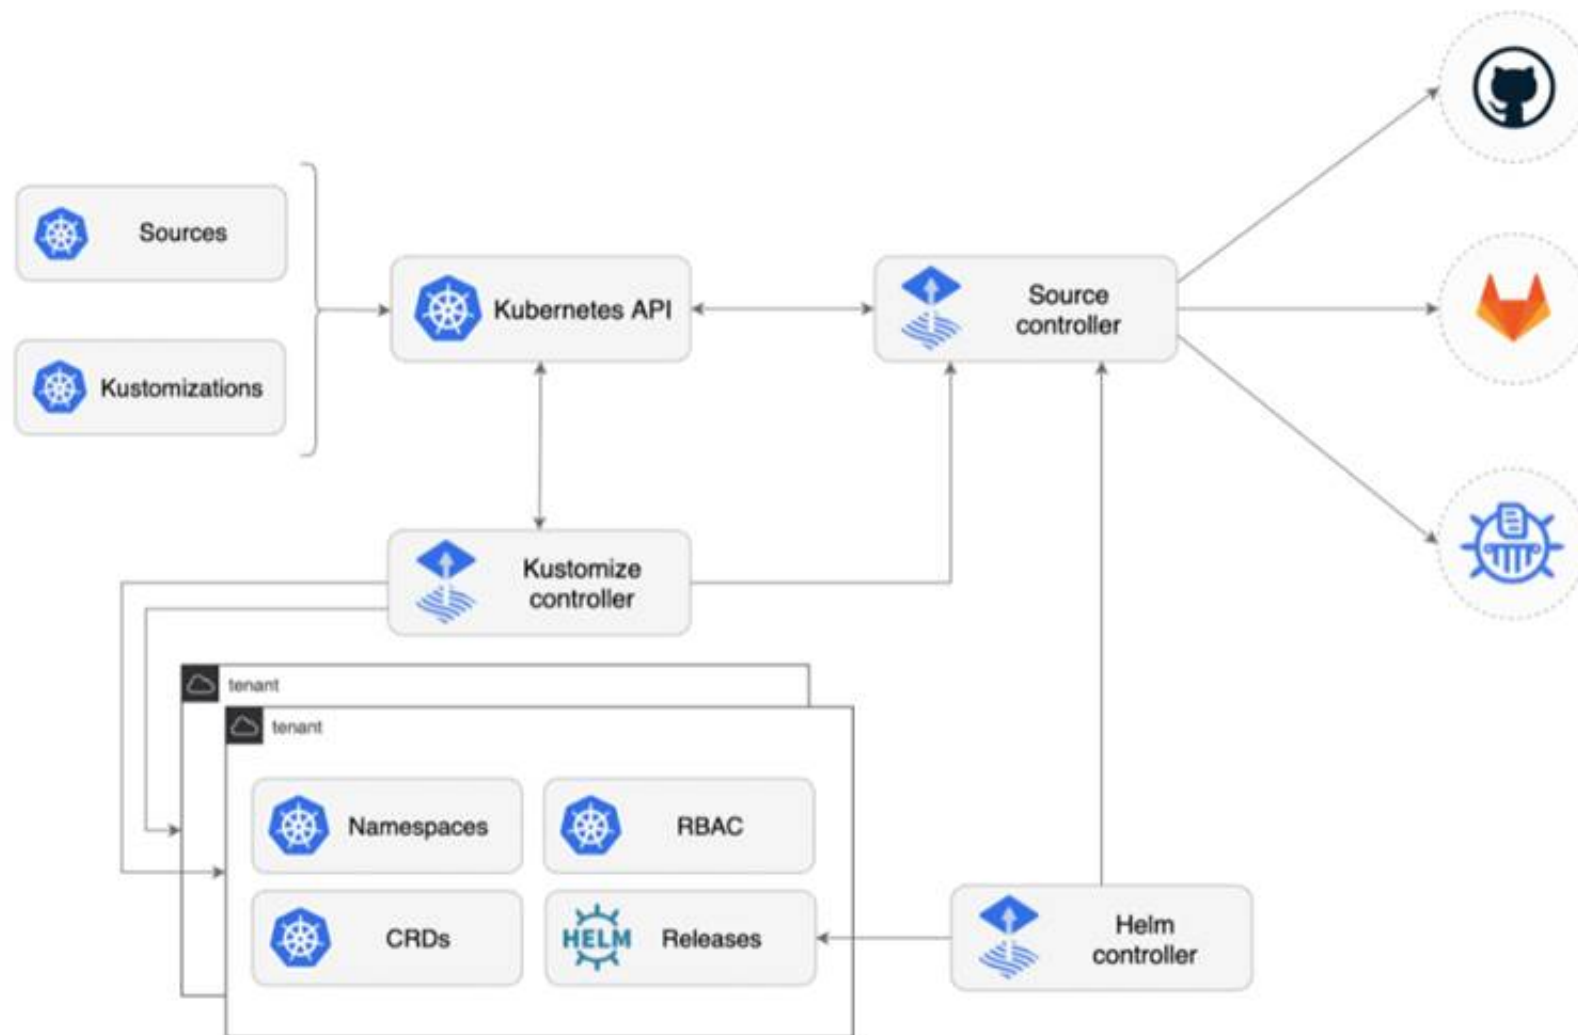 Sources
Kustomizations
Kubernetes API
Source
controller
Kustomize
controller
tenant
tenant
Namespaces
RBAC
CRDs
HELM
Releases
Helm
controller